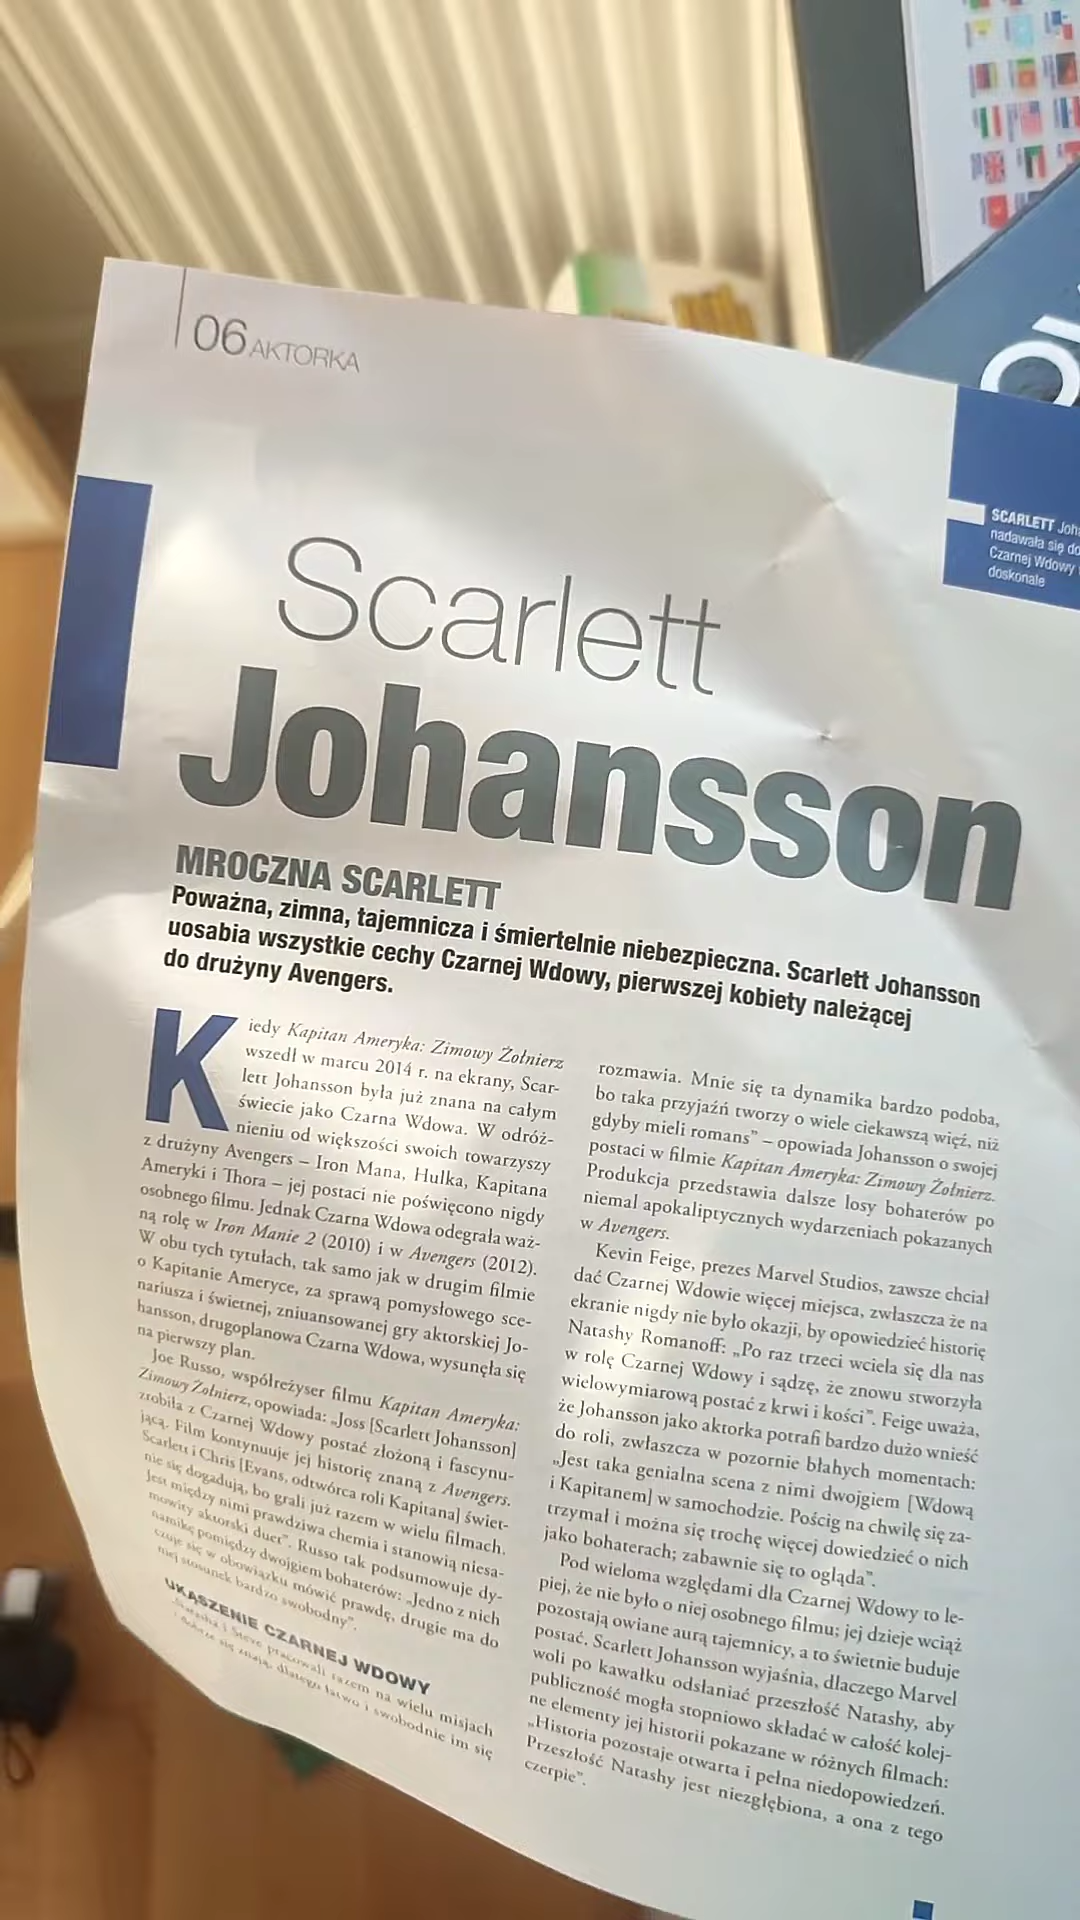 06 AKTORKA
SCARLETT
nadawała się do
Czarnej Wdowy
doskonale
Scarlett
Johansson
MROCZNA SCARLETT
Poważna, zimna, tajemnicza i śmiertelnie niebezpieczna. Scarlett Johansson
uosabia wszystkie cechy Czarnej Wdowy, pierwszej kobiety należącej
do drużyny Avengers.
Kiedy Kapitan Ameryka: Zimowy Żołnierz
wszedł w marcu 2014 r. na ekrany, Scar-
lett Johansson była już znana na całym
świecie jako Czarna Wdowa. W odróż-
nieniu od większości swoich towarzyszy
z drużyny Avengers – Iron Mana, Hulka, Kapitana
Ameryki i Thora – jej postaci nie poświęcono nigdy
osobnego filmu. Jednak Czarna Wdowa odegrała waż-
ną rolę w Iron Manie 2 (2010) i w Avengers (2012).
W obu tych tytułach, tak samo jak w drugim filmie
o Kapitanie Ameryce, za sprawą pomysłowego sce-
nariusza i świetnej, zniuansowanej gry aktorskiej Jo-
hansson, drugoplanowa Czarna Wdowa, wysunęła się
na pierwszy plan.
Joe Russo, współreżyser filmu Kapitan Ameryka:
Zimowy Żołnierz, opowiada: „Joss [Scarlett Johansson]
zrobiła z Czarnej Wdowy postać złożoną i fascynu-
jącą. Film kontynuuje jej historię znaną z Avengers.
Scarlett i Chris [Evans, odtwórca roli Kapitana] świet-
nie się dogadują, bo grali już razem w wielu filmach.
Jest między nimi prawdziwa chemia i stanowią niesa-
mowity aktorski duet”. Russo tak podsumowuje dy-
namikę pomiędzy dwojgiem bohaterów: „Jedno z nich
czuje się w obowiązku mówić prawdę, drugie ma do
niej stosunek bardzo swobodny”.
UKĄSZENIE CZARNEJ WDOWY
„Natasha i Steve pracowali razem na wielu misjach
i dobrze się znają, dlatego łatwo i swobodnie im się
rozmawia. Mnie się ta dynamika bardzo podoba,
bo taka przyjaźń tworzy o wiele ciekawszą więź, niż
gdyby mieli romans” – opowiada Johansson o swojej
postaci w filmie Kapitan Ameryka: Zimowy Żołnierz.
Produkcja przedstawia dalsze losy bohaterów po
niemal apokaliptycznych wydarzeniach pokazanych
w Avengers.
Kevin Feige, prezes Marvel Studios, zawsze chciał
dać Czarnej Wdowie więcej miejsca, zwłaszcza że na
ekranie nigdy nie było okazji, by opowiedzieć historię
Natashy Romanoff: „Po raz trzeci wciela się dla nas
w rolę Czarnej Wdowy i sądzę, że znowu stworzyła
wielowymiarową postać z krwi i kości”. Feige uważa,
że Johansson jako aktorka potrafi bardzo dużo wnieść
do roli, zwłaszcza w pozornie błahych momentach:
„Jest taka genialna scena z nimi dwojgiem [Wdową
i Kapitanem] w samochodzie. Pościg na chwilę się za-
trzymał i można się trochę więcej dowiedzieć o nich
jako bohaterach; zabawnie się to ogląda”.
Pod wieloma względami dla Czarnej Wdowy to le-
piej, że nie było o niej osobnego filmu; jej dzieje wciąż
pozostają owiane aurą tajemnicy, a to świetnie buduje
postać. Scarlett Johansson wyjaśnia, dlaczego Marvel
woli po kawałku odsłaniać przeszłość Natashy, aby
publiczność mogła stopniowo składać w całość kolej-
ne elementy jej historii pokazane w różnych filmach:
„Historia pozostaje otwarta i pełna niedopowiedzeń.
Przeszłość Natashy jest niezgłębiona, a ona z tego
czerpie”.